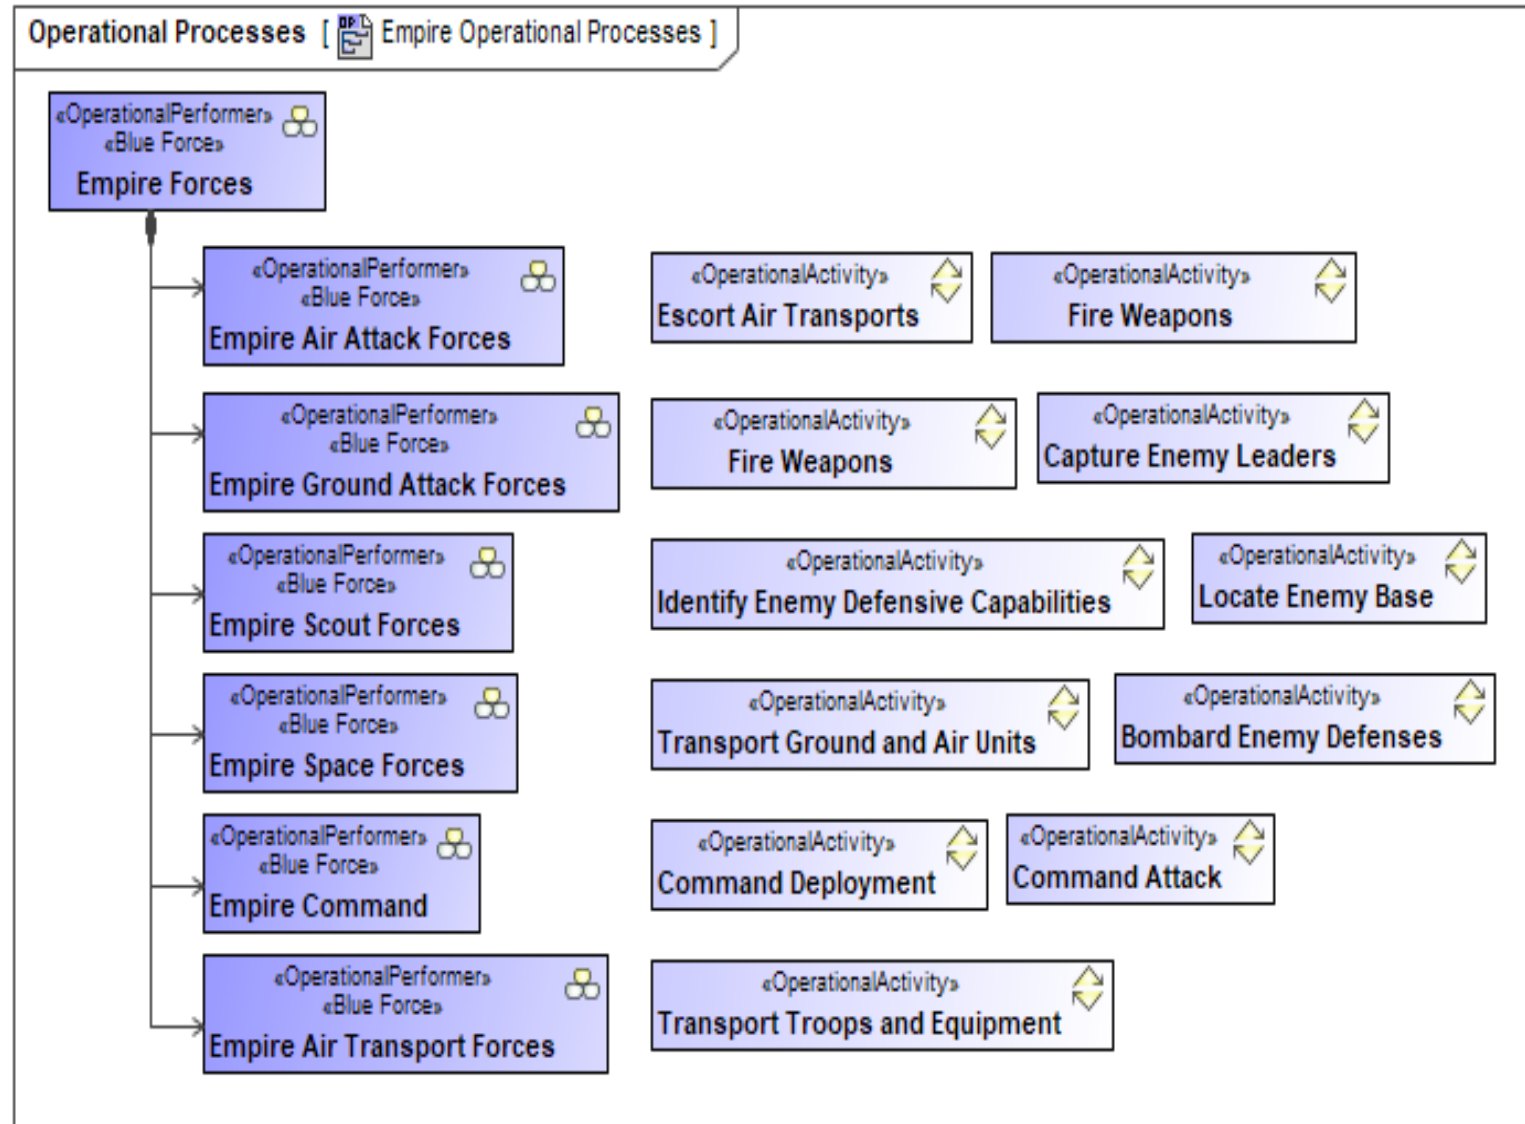 Operational Processes [ OP Empire Operational Processes ]
«OperationalPerformer»
«Blue Force»
Empire Forces
«OperationalPerformer»
«Blue Force»
Empire Air Attack Forces
«OperationalActivity»
Escort Air Transports
«OperationalActivity»
Fire Weapons
«OperationalPerformer»
«Blue Force»
Empire Ground Attack Forces
«OperationalActivity»
Fire Weapons
«OperationalActivity»
Capture Enemy Leaders
«OperationalPerformer»
«Blue Force»
Empire Scout Forces
«OperationalActivity»
Identify Enemy Defensive Capabilities
«OperationalActivity»
Locate Enemy Base
«OperationalPerformer»
«Blue Force»
Empire Space Forces
«OperationalActivity»
Transport Ground and Air Units
«OperationalActivity»
Bombard Enemy Defenses
«OperationalPerformer»
«Blue Force»
Empire Command
«OperationalActivity»
Command Deployment
«OperationalActivity»
Command Attack
«OperationalPerformer»
«Blue Force»
Empire Air Transport Forces
«OperationalActivity»
Transport Troops and Equipment